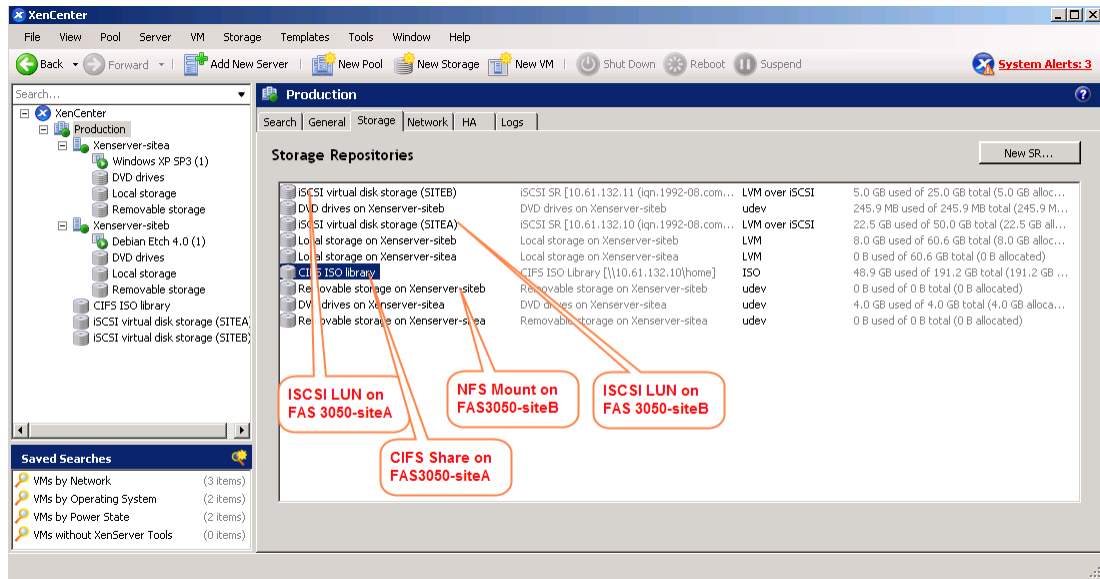 XenCenter
File View Pool Server VM Storage Templates Tools Window Help
Back Forward Add New Server New Pool New Storage New VM Shut Down Reboot Suspend System Alerts: 3
Search...
XenCenter
Production
Xenserver-sitea
Windows XP SP3 (1)
DVD drives
Local storage
Removable storage
Xenserver-siteb
Debian Etch 4.0 (1)
DVD drives
Local storage
Removable storage
CIFS ISO library
iSCSI virtual disk storage (SITEA)
iSCSI virtual disk storage (SITEB)
Saved Searches
VMs by Network (3 items)
VMs by Operating System (2 items)
VMs by Power State (2 items)
VMs without XenServer Tools (0 items)
Production
Search General Storage Network HA Logs
Storage Repositories
New SR...
iSCSI virtual disk storage (SITEB) iSCSI SR [10.61.132.11 (iqn.1992-08.com... LVM over iSCSI 5.0 GB used of 25.0 GB total (5.0 GB alloc...
DVD drives on Xenserver-siteb DVD drives on Xenserver-siteb udev 245.9 MB used of 245.9 MB total (245.9 M...
iSCSI virtual disk storage (SITEA) iSCSI SR [10.61.132.10 (iqn.1992-08.com... LVM over iSCSI 22.5 GB used of 50.0 GB total (22.5 GB all...
Local storage on Xenserver-siteb Local storage on Xenserver-siteb LVM 8.0 GB used of 60.6 GB total (8.0 GB alloc...
Local storage on Xenserver-sitea Local storage on Xenserver-sitea LVM 0 B used of 60.6 GB total (0 B allocated)
CIFS ISO library CIFS ISO Library [\\10.61.132.10\home] ISO 48.9 GB used of 191.2 GB total (191.2 GB ...
Removable storage on Xenserver-siteb Removable storage on Xenserver-siteb udev 0 B used of 0 B total (0 B allocated)
DVD drives on Xenserver-sitea DVD drives on Xenserver-sitea udev 4.0 GB used of 4.0 GB total (4.0 GB alloca...
Removable storage on Xenserver-sitea Removable storage on Xenserver-sitea udev 0 B used of 0 B total (0 B allocated)
ISCSI LUN on
FAS 3050-siteA
NFS Mount on
FAS3050-siteB
ISCSI LUN on
FAS 3050-siteB
CIFS Share on
FAS3050-siteA